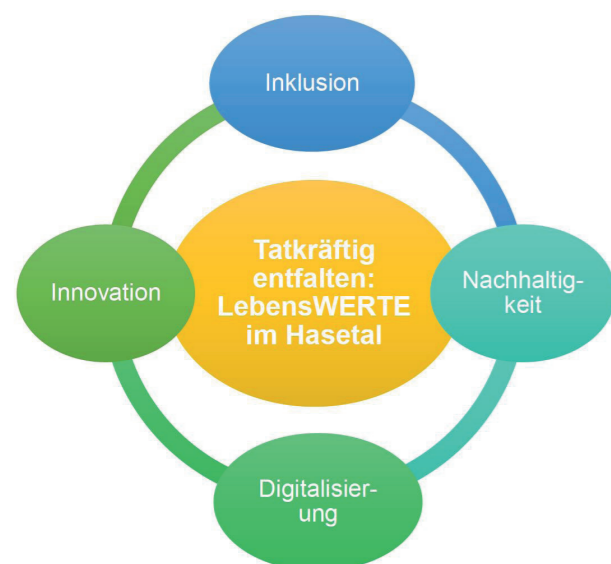 Inklusion
Innovation
Tatkräftig
entfalten:
LebensWERTE
im Hasetal
Nachhaltig-
keit
Digitalisier-
ung